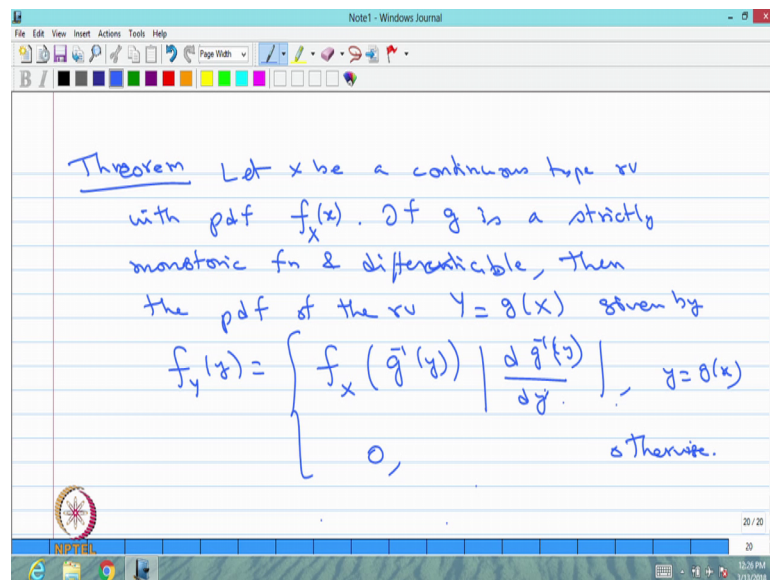 Note1 - Windows Journal
File Edit View Insert Actions Tools Help
Page Width
B I
Threorem Let x be a continuous type rv
with pdf f_X(x). If g is a strictly
monotonic fn & differentiable, then
the pdf of the rv Y = g(X) given by
f_Y(y) = { f_X (g^{-1}(y)) | d g^{-1}(y) / dy |, y = g(x)
0, otherwise.
NPTEL
20 / 20
20
12:26 PM